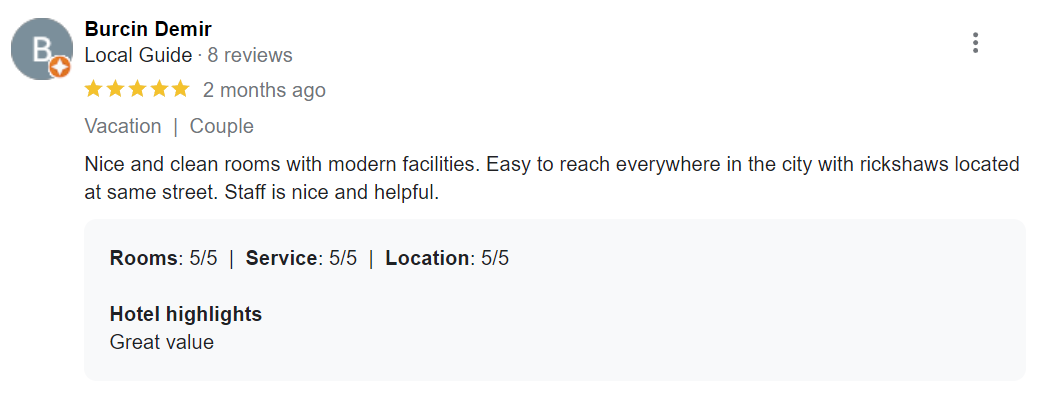 B
Burcin Demir
Local Guide · 8 reviews
2 months ago
Vacation | Couple
Nice and clean rooms with modern facilities. Easy to reach everywhere in the city with rickshaws located
at same street. Staff is nice and helpful.
Rooms: 5/5 | Service: 5/5 | Location: 5/5
Hotel highlights
Great value